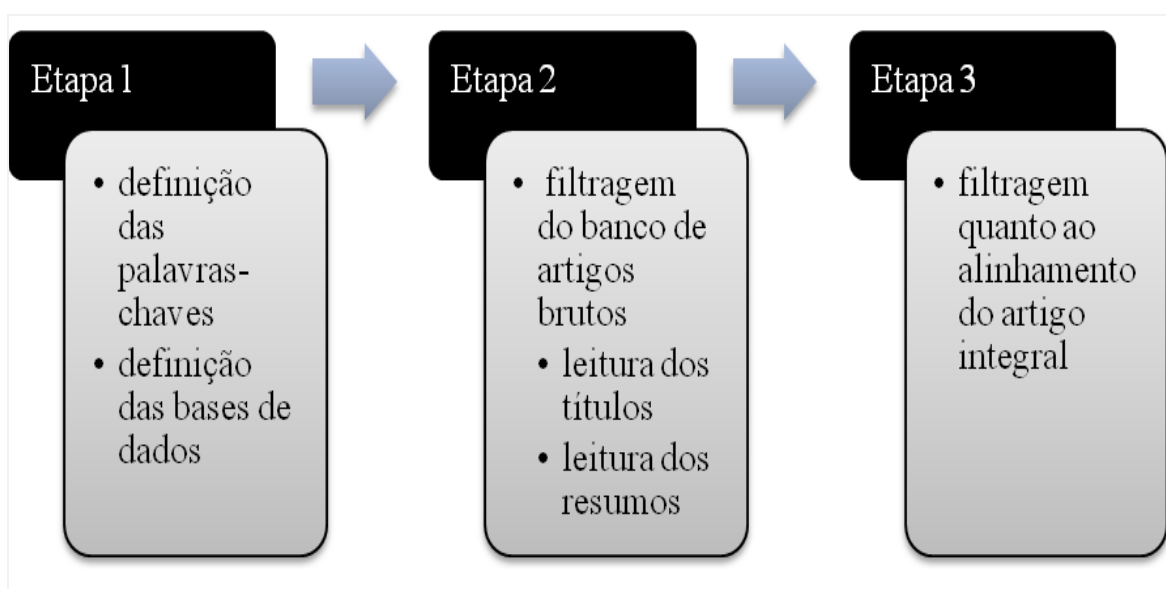 Etapa 1
• definição
das
palavras-
chaves
• definição
das bases de
dados
Etapa 2
• filtragem
do banco de
artigos
brutos
• leitura dos
títulos
• leitura dos
resumos
Etapa 3
• filtragem
quanto ao
alinhamento
do artigo
integral